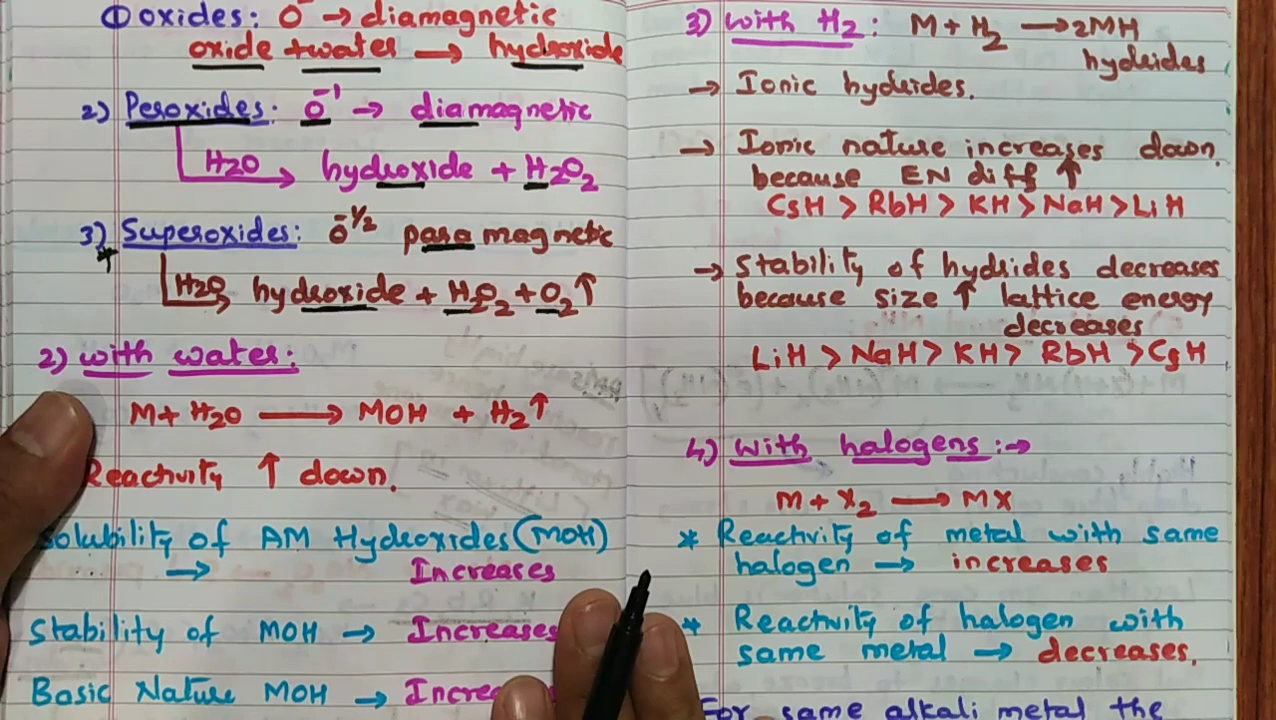 ① oxides: O⁻ → diamagnetic
oxide + water → hydroxide
2) Peroxides: O⁻¹ → diamagnetic
H2O → hydroxide + H2O2
3) Superoxides: O⁻¹/² paramagnetic
H2O → hydroxide + H2O2 + O2↑
2) with water:
M + H2O → MOH + H2↑
Reactivity ↑ down.
Solubility of AM Hydroxides (MOH)
→ Increases
Stability of MOH → Increases
Basic Nature MOH →
3) with H2: M + H2 → 2MH
hydrides
→ Ionic hydrides.
→ Ionic nature increases down.
because EN diff ↑
CsH > RbH > KH > NaH > LiH
→ Stability of hydrides decreases
because size ↑ lattice energy
decreases
LiH > NaH > KH > RbH > CsH
4) With halogens :→
M + X2 → MX
* Reactivity of metal with same
halogen → increases
* Reactivity of halogen with
same metal → decreases.
For same alkali metal the